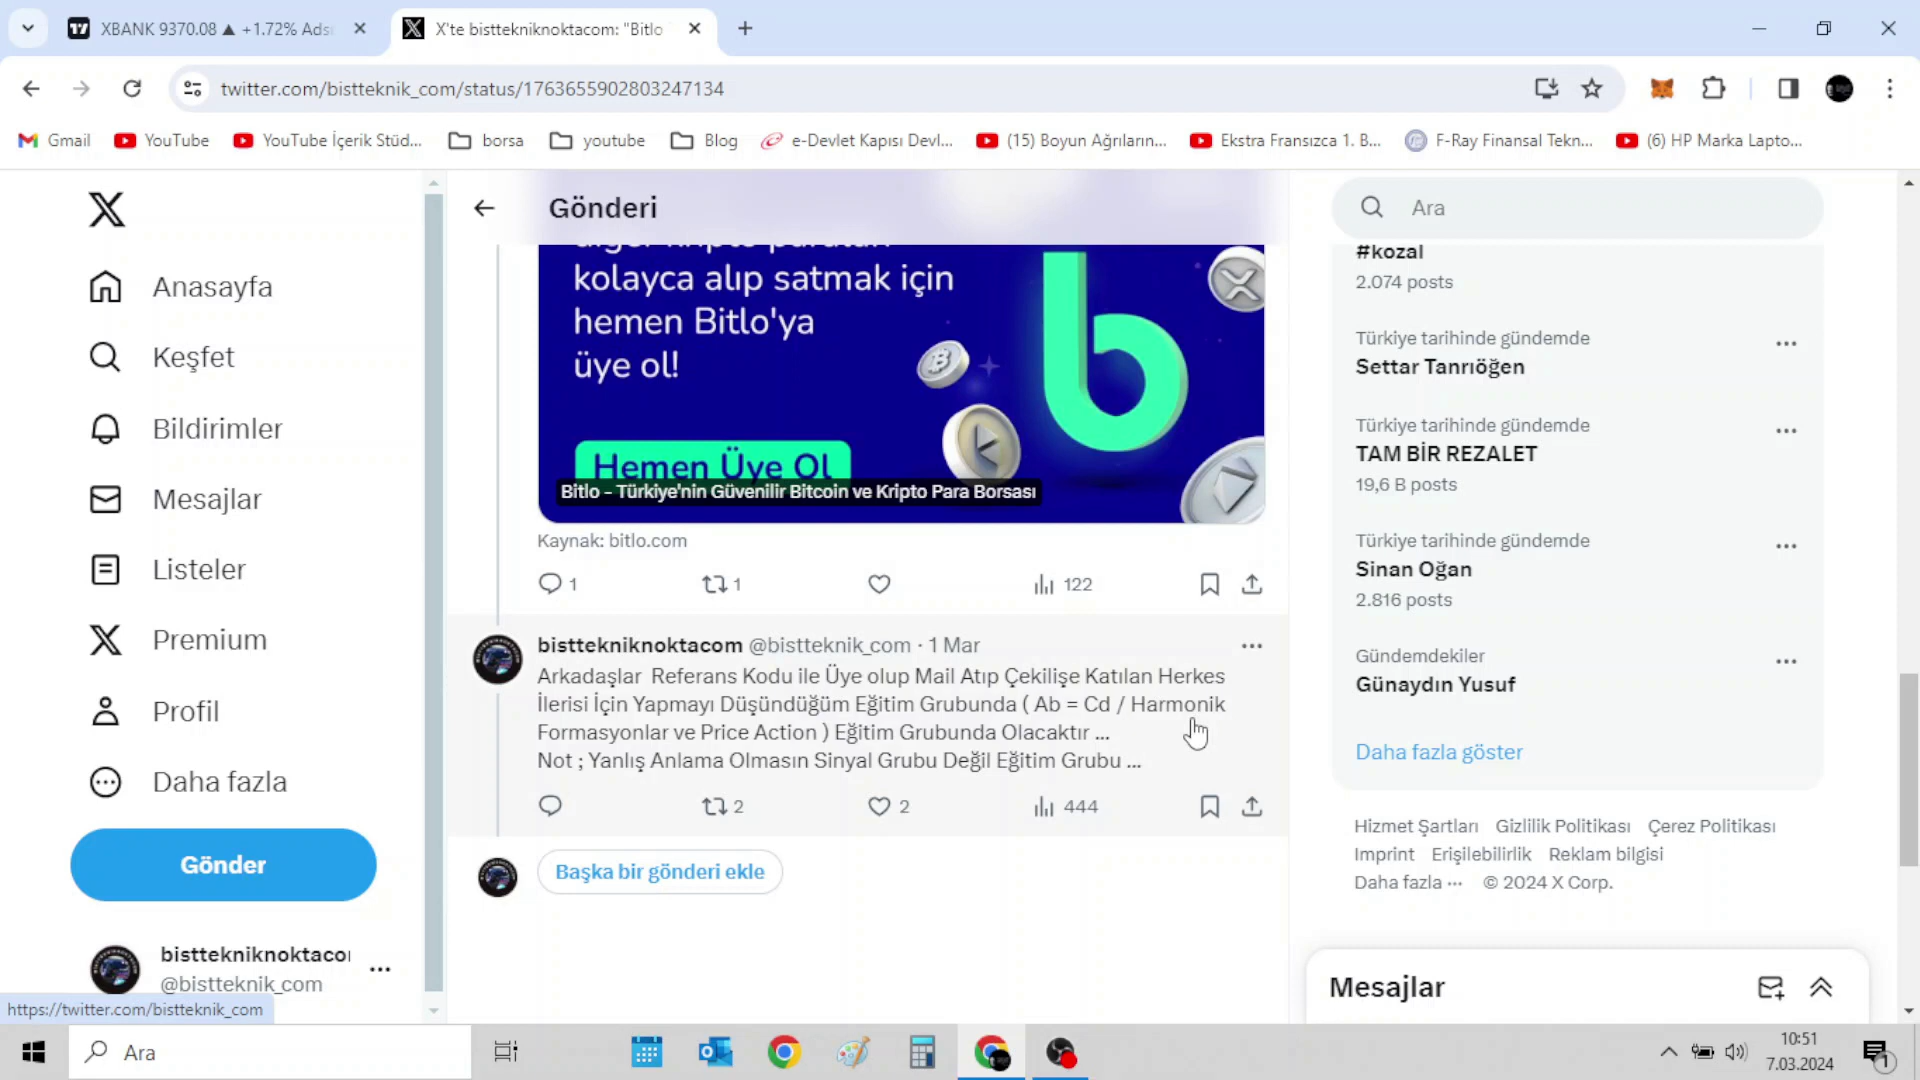 XBANK 9370.08 ▲ +1.72% Ads
X'te bisttekniknoktacom: "Bitlo
twitter.com/bistteknik_com/status/1763655902803247134
Gmail
YouTube
YouTube İçerik Stüd...
borsa
youtube
Blog
e-Devlet Kapısı Devl...
(15) Boyun Ağrıların...
Ekstra Fransızca 1. B...
F-Ray Finansal Tekn...
(6) HP Marka Lapto...
Anasayfa
Keşfet
Bildirimler
Mesajlar
Listeler
Premium
Profil
Daha fazla
Gönder
bisttekniknoktacoı
@bistteknik_com
https://twitter.com/bistteknik_com
Gönderi
kolayca alıp satmak için
hemen Bitlo'ya
üye ol!
Hemen Üye Ol
Bitlo - Türkiye'nin Güvenilir Bitcoin ve Kripto Para Borsası
Kaynak: bitlo.com
1
1
122
bisttekniknoktacom @bistteknik_com · 1 Mar
Arkadaşlar Referans Kodu ile Üye olup Mail Atıp Çekilişe Katılan Herkes
İlerisi İçin Yapmayı Düşündüğüm Eğitim Grubunda ( Ab = Cd / Harmonik
Formasyonlar ve Price Action ) Eğitim Grubunda Olacaktır ...
Not ; Yanlış Anlama Olmasın Sinyal Grubu Değil Eğitim Grubu ...
2
2
444
Başka bir gönderi ekle
Ara
#kozal
2.074 posts
Türkiye tarihinde gündemde
Settar Tanrıöğen
Türkiye tarihinde gündemde
TAM BİR REZALET
19,6 B posts
Türkiye tarihinde gündemde
Sinan Oğan
2.816 posts
Gündemdekiler
Günaydın Yusuf
Daha fazla göster
Hizmet Şartları Gizlilik Politikası Çerez Politikası
Imprint Erişilebilirlik Reklam bilgisi
Daha fazla ··· © 2024 X Corp.
Mesajlar
Ara
10:51
7.03.2024
1